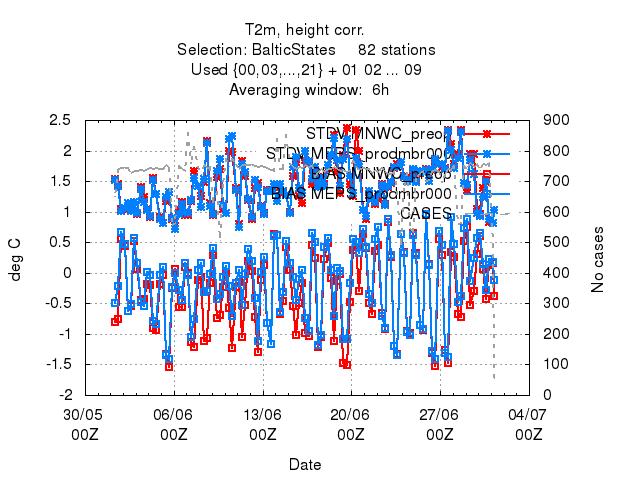 T2m, height corr.
Selection: BalticStates 82 stations
Used {00,03,...,21} + 01 02 ... 09
Averaging window: 6h
2.5
2
1.5
1
0.5
0
-0.5
-1
-1.5
-2
deg C
900
800
700
600
500
400
300
200
100
0
No cases
STDV MNWC_preop
STDV MEPS_prodmbr000
BIAS MNWC_preop
BIAS MEPS_prodmbr000
CASES
30/05 06/06 13/06 20/06 27/06 04/07
00Z 00Z 00Z 00Z 00Z 00Z
Date